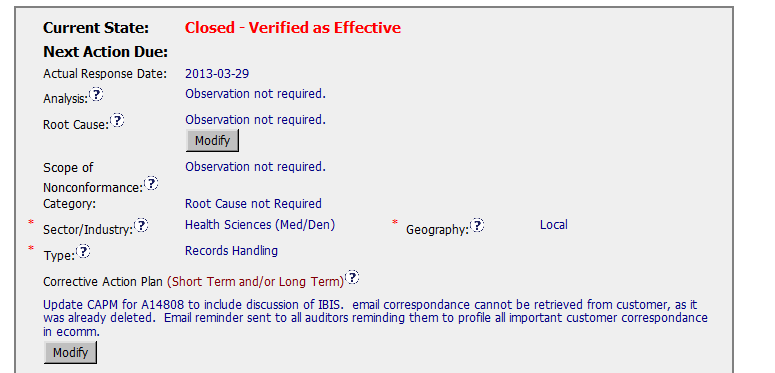 Current State: Closed - Verified as Effective
Next Action Due:
Actual Response Date: 2013-03-29
Analysis: ? Observation not required.
Root Cause: ? Observation not required.
Modify
Scope of Observation not required.
Nonconformance: ?
Category: Root Cause not Required
* Sector/Industry: ? Health Sciences (Med/Den) * Geography: ? Local
* Type: ? Records Handling
Corrective Action Plan (Short Term and/or Long Term) ?
Update CAPM for A14808 to include discussion of IBIS. email correspondance cannot be retrieved from customer, as it
was already deleted. Email reminder sent to all auditors reminding them to profile all important customer correspondance
in ecomm.
Modify